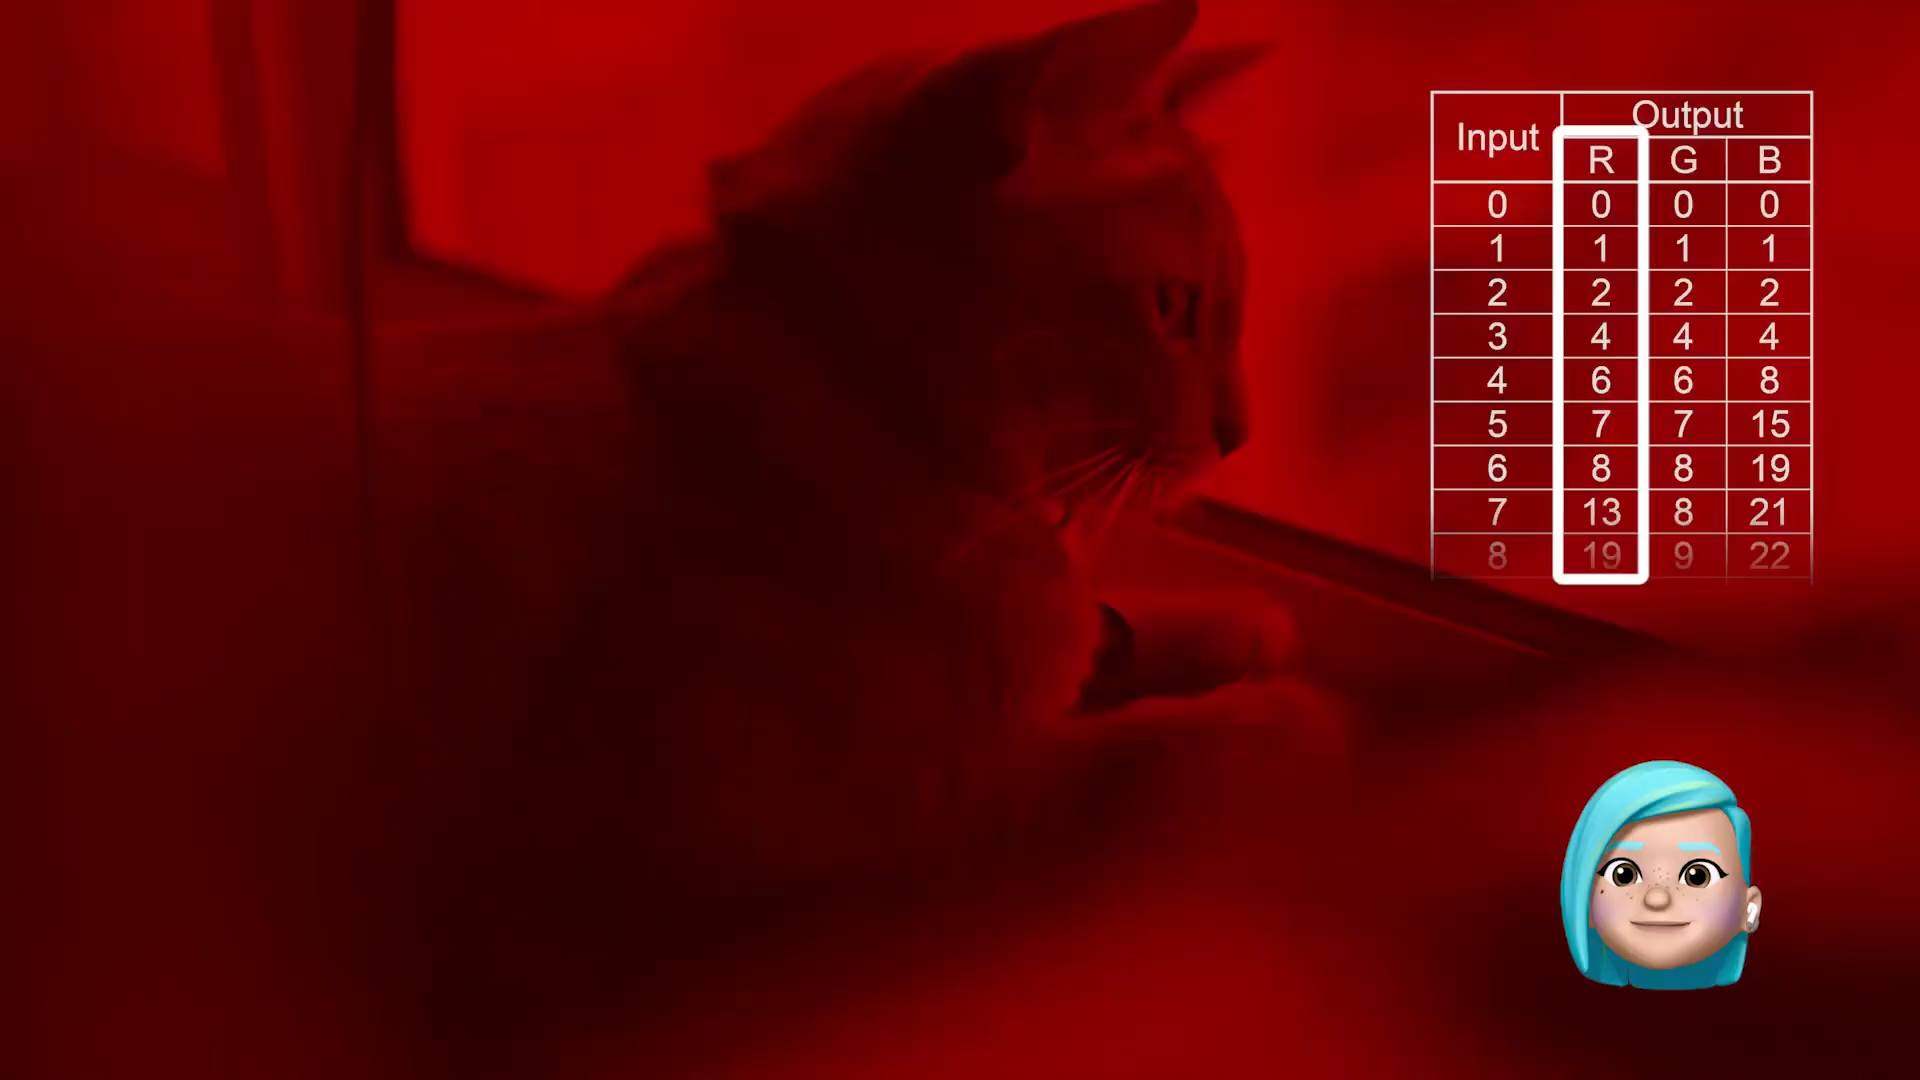 Input Output
R G B
0 0 0 0
1 1 1 1
2 2 2 2
3 4 4 4
4 6 6 8
5 7 7 15
6 8 8 19
7 13 8 21
8 19 9 22